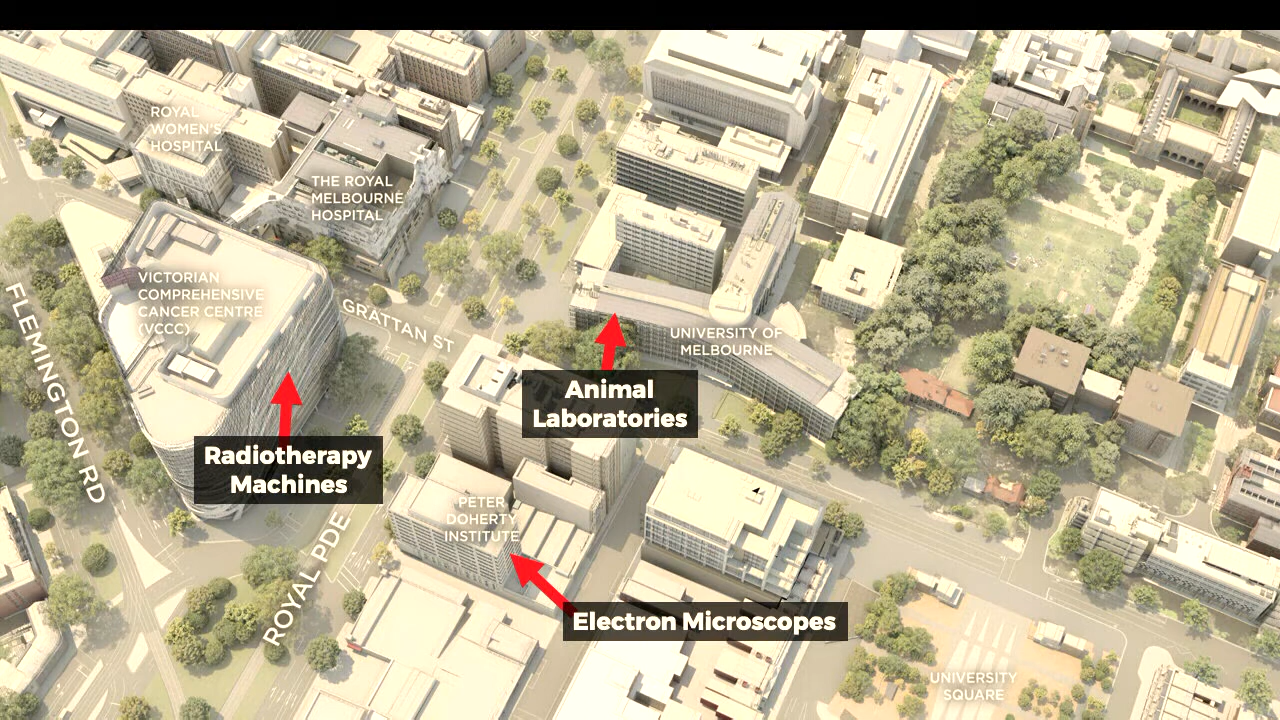 ROYAL
WOMEN'S
HOSPITAL
THE ROYAL
MELBOURNE
HOSPITAL
VICTORIAN
COMPREHENSIVE
CANCER CENTRE
(VCCC)
FLEMINGTON RD
GRATTAN ST
UNIVERSITY OF
MELBOURNE
Animal
Laboratories
Radiotherapy
Machines
PETER
DOHERTY
INSTITUTE
ROYAL PDE
Electron Microscopes
UNIVERSITY
SQUARE